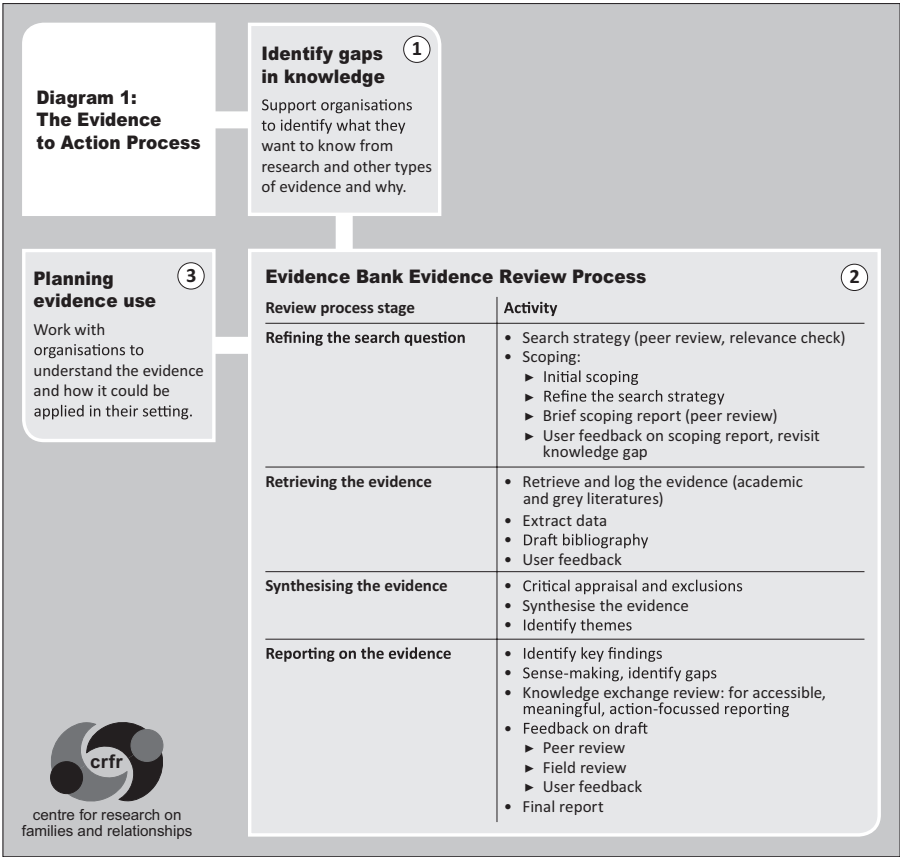 Diagram 1:
The Evidence
to Action Process
1
Identify gaps
in knowledge
Support organisations
to identify what they
want to know from
research and other types
of evidence and why.
Evidence Bank Evidence Review Process
2
Review process stage
Activity
Refining the search question
• Search strategy (peer review, relevance check)
• Scoping:
► Initial scoping
► Refine the search strategy
► Brief scoping report (peer review)
► User feedback on scoping report, revisit
knowledge gap
Retrieving the evidence
• Retrieve and log the evidence (academic
and grey literatures)
• Extract data
• Draft bibliography
• User feedback
Synthesising the evidence
• Critical appraisal and exclusions
• Synthesise the evidence
• Identify themes
Reporting on the evidence
• Identify key findings
• Sense-making, identify gaps
• Knowledge exchange review: for accessible,
meaningful, action-focussed reporting
• Feedback on draft
► Peer review
► Field review
► User feedback
• Final report
Planning
evidence use
3
Work with
organisations to
understand the evidence
and how it could be
applied in their setting.
crfr
centre for research on
families and relationships